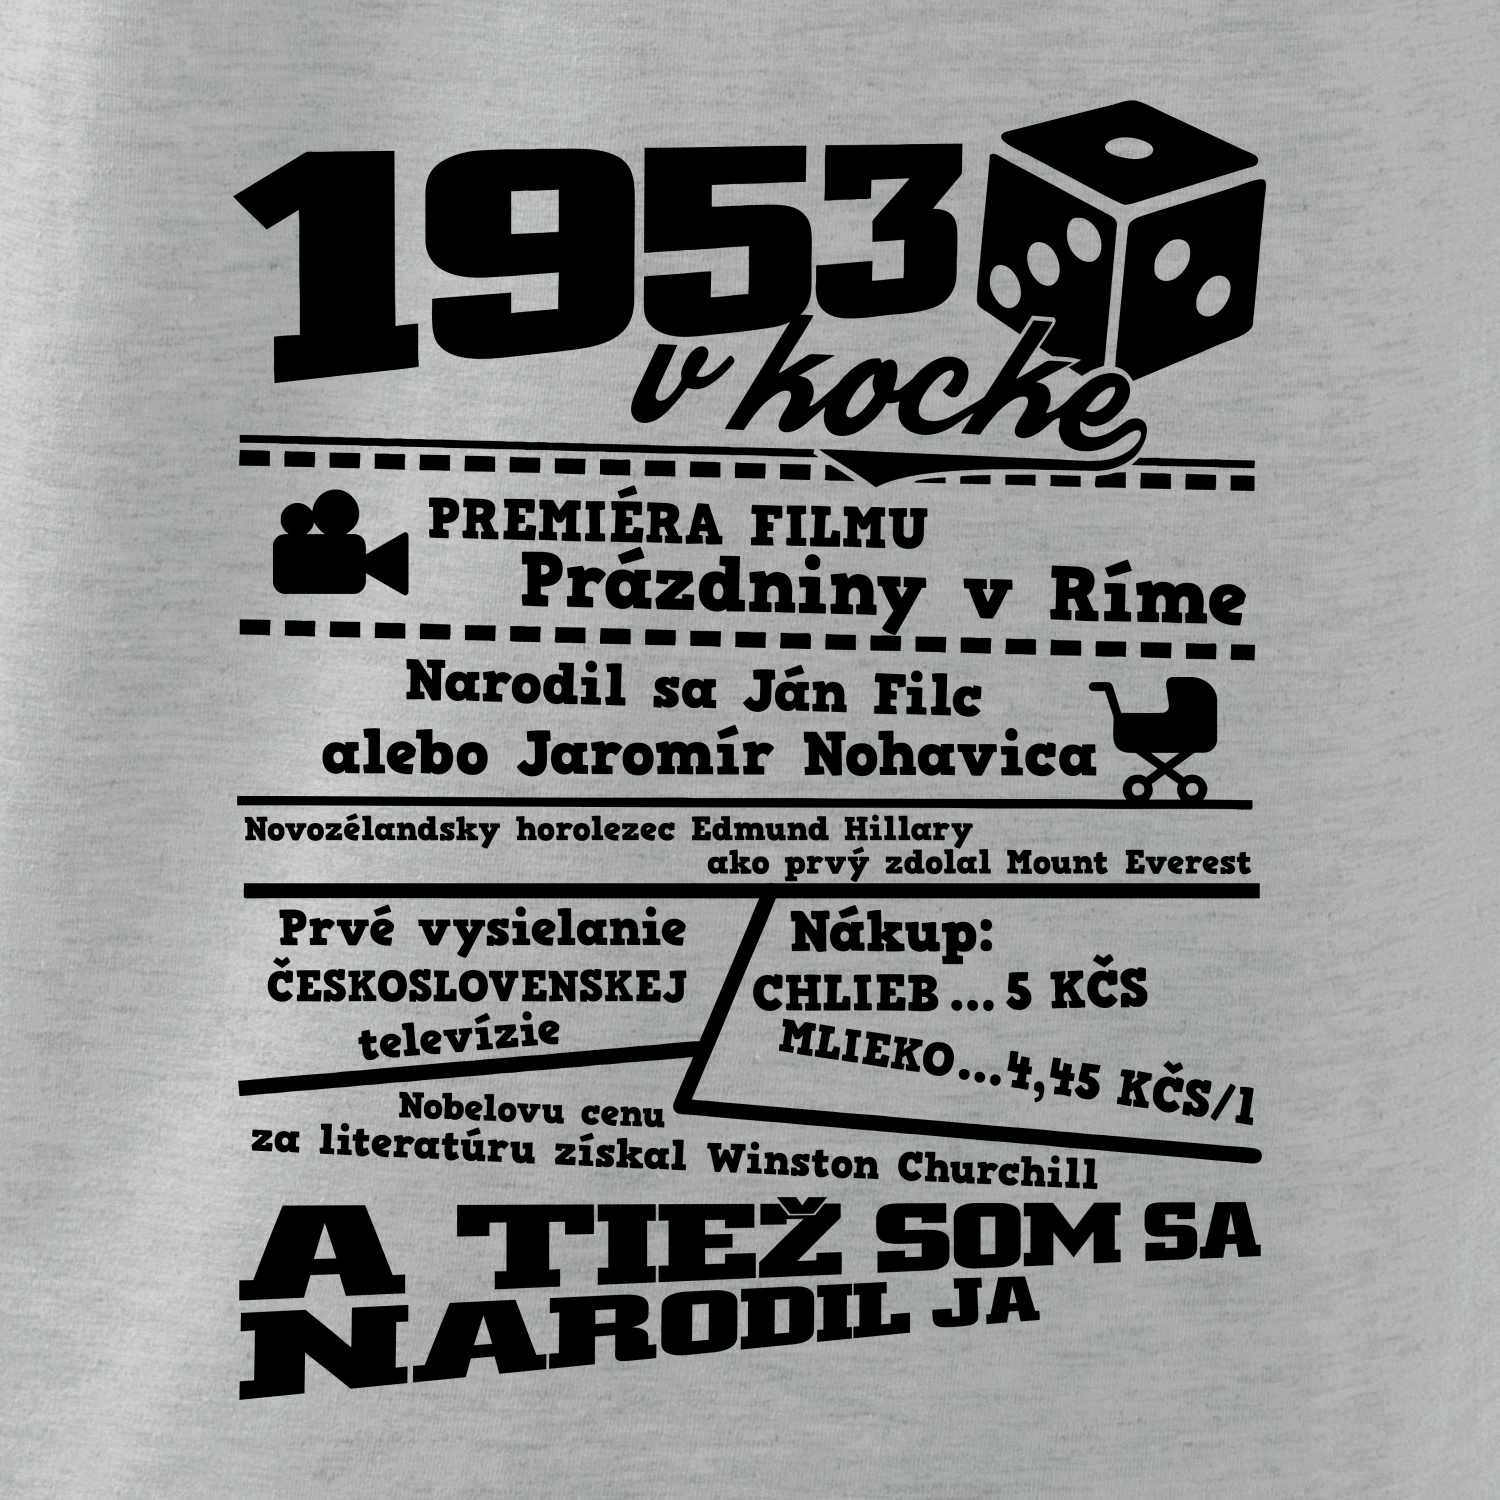 1953
v kocke
PREMIÉRA FILMU
Prázdniny v Ríme
Narodil sa Ján Filc
alebo Jaromír Nohavica
Novozélandsky horolezec Edmund Hillary
ako prvý zdolal Mount Everest
Prvé vysielanie
ČESKOSLOVENSKEJ
televízie
Nákup:
CHLIEB...5 KČS
MLIEKO...4,45 KČS/l
Nobelovu cenu
za literatúru získal Winston Churchill
A TIEŽ SOM SA
NARODIL JA